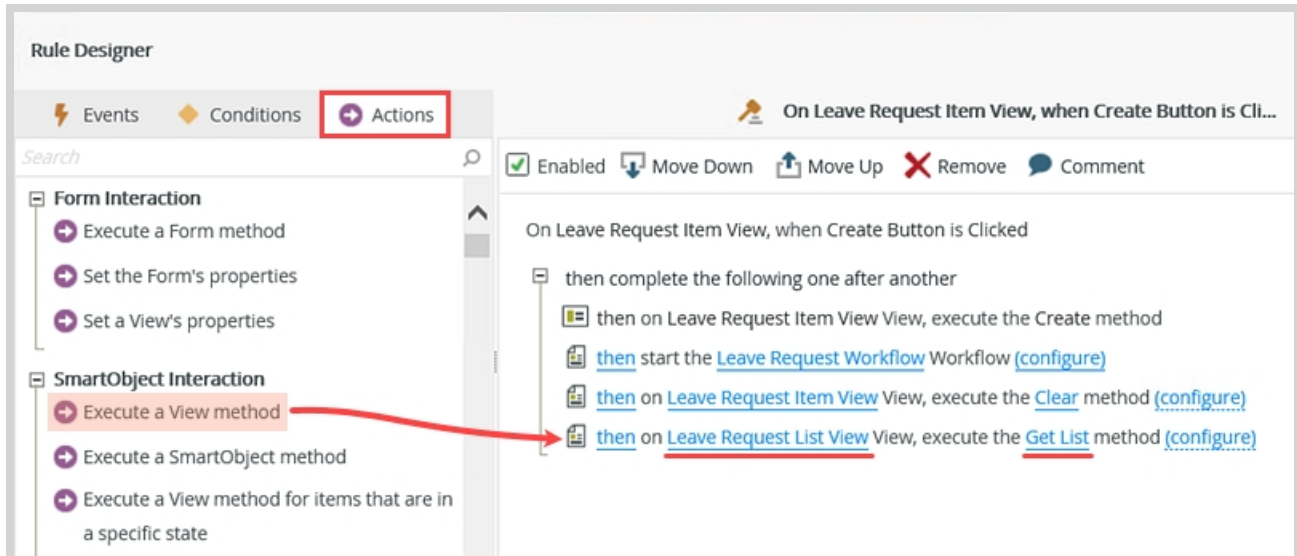 Rule Designer
Events
Conditions
Actions
On Leave Request Item View, when Create Button is Cli...
Search
Enabled
Move Down
Move Up
Remove
Comment
Form Interaction
Execute a Form method
Set the Form's properties
Set a View's properties
SmartObject Interaction
Execute a View method
Execute a SmartObject method
Execute a View method for items that are in
a specific state
On Leave Request Item View, when Create Button is Clicked
then complete the following one after another
then on Leave Request Item View View, execute the Create method
then start the Leave Request Workflow Workflow (configure)
then on Leave Request Item View View, execute the Clear method (configure)
then on Leave Request List View View, execute the Get List method (configure)